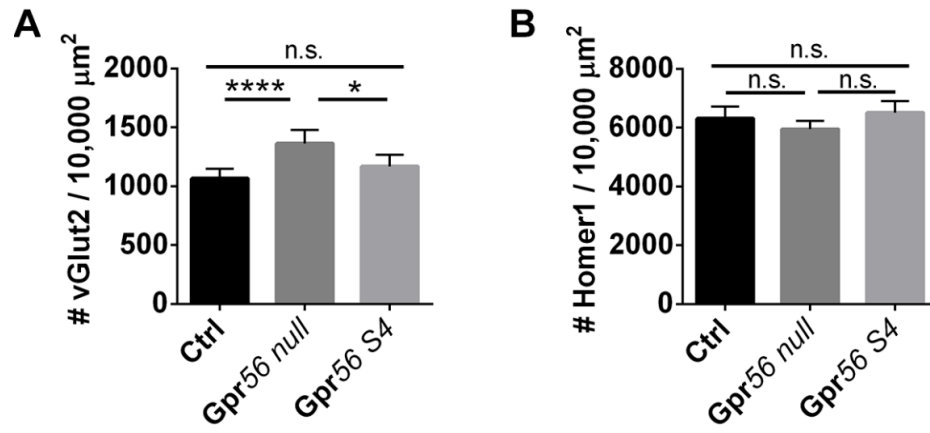 A
# vGlut2 / 10,000 μm²
2000
1500
1000
500
0
n.s.
****
*
Ctrl
Gpr56 null
Gpr56 S4
B
# Homer1 / 10,000 μm²
8000
6000
4000
2000
0
n.s.
n.s.
n.s.
Ctrl
Gpr56 null
Gpr56 S4